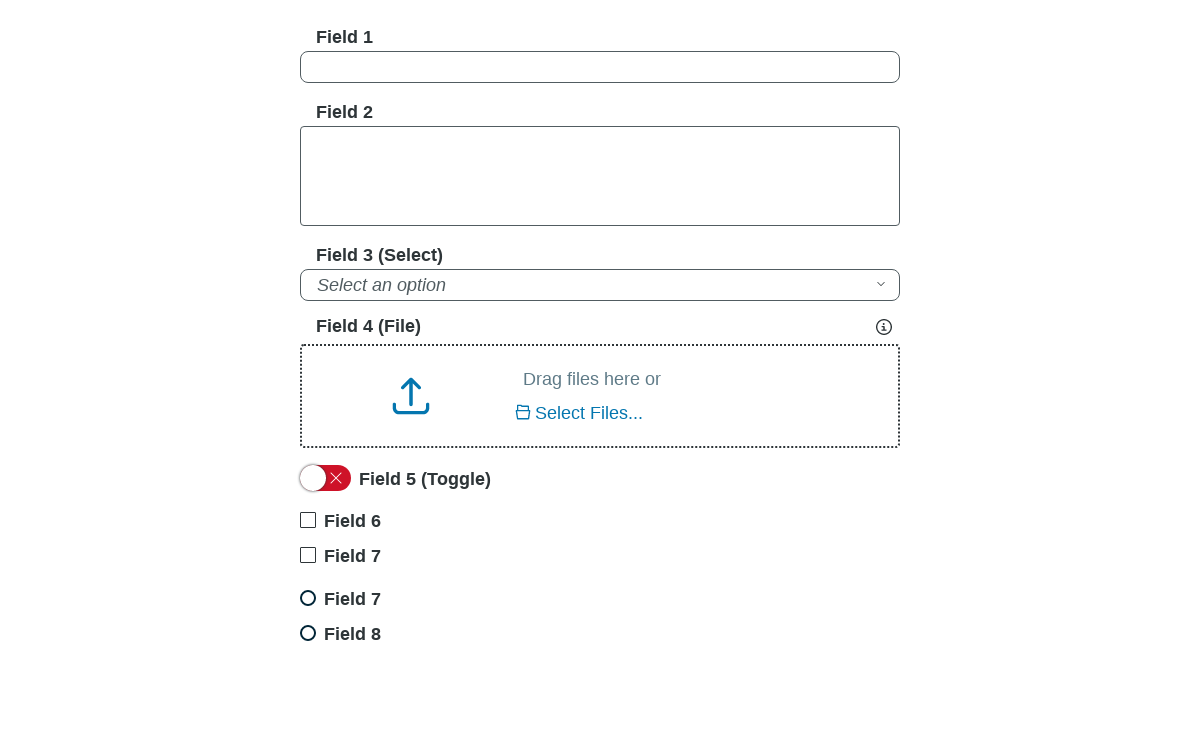 Field 1
Field 2
Field 3 (Select)
Select an option
Field 4 (File)
Drag files here or
Select Files...
Field 5 (Toggle)
Field 6
Field 7
Field 7
Field 8